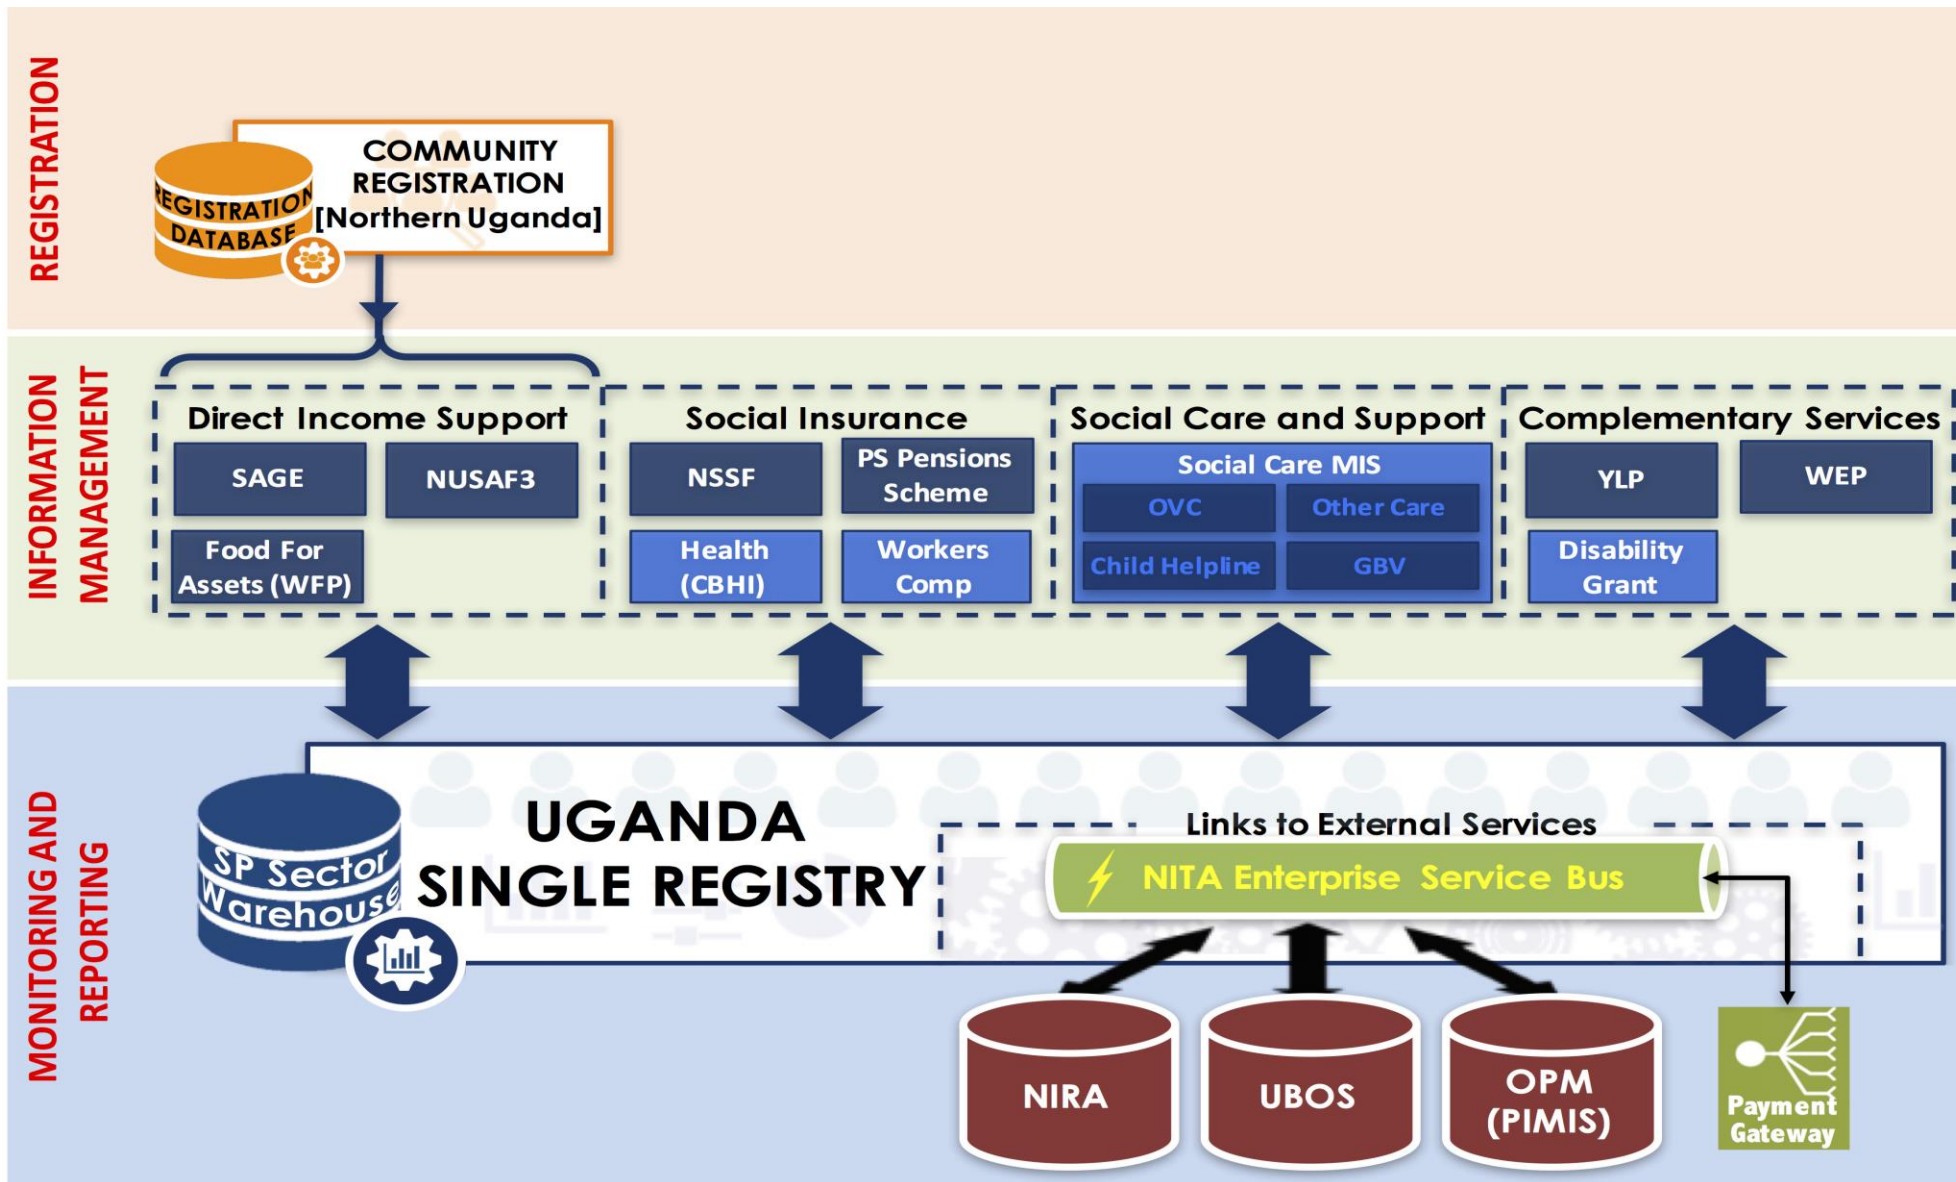 REGISTRATION
COMMUNITY
REGISTRATION
[Northern Uganda]
REGISTRATION
DATABASE
INFORMATION
MANAGEMENT
Direct Income Support
SAGE
NUSAF3
Food For
Assets (WFP)
Social Insurance
NSSF
PS Pensions
Scheme
Health
(CBHI)
Workers
Comp
Social Care and Support
Social Care MIS
OVC
Other Care
Child Helpline
GBV
Complementary Services
YLP
WEP
Disability
Grant
MONITORING AND
REPORTING
SP Sector
Warehouse
UGANDA
SINGLE REGISTRY
Links to External Services
NITA Enterprise Service Bus
NIRA
UBOS
OPM
(PIMIS)
Payment
Gateway